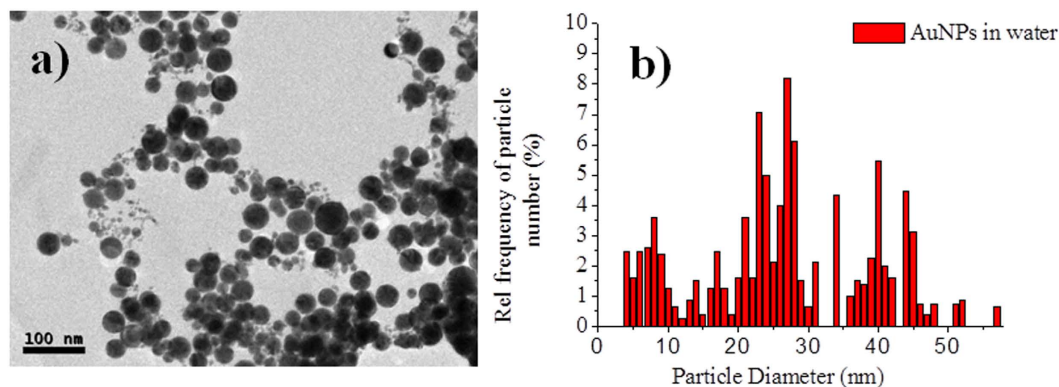 a)
100 nm
b)
AuNPs in water
Rel frequency of particle
number (%)
10
9
8
7
6
5
4
3
2
1
0
0 10 20 30 40 50
Particle Diameter (nm)